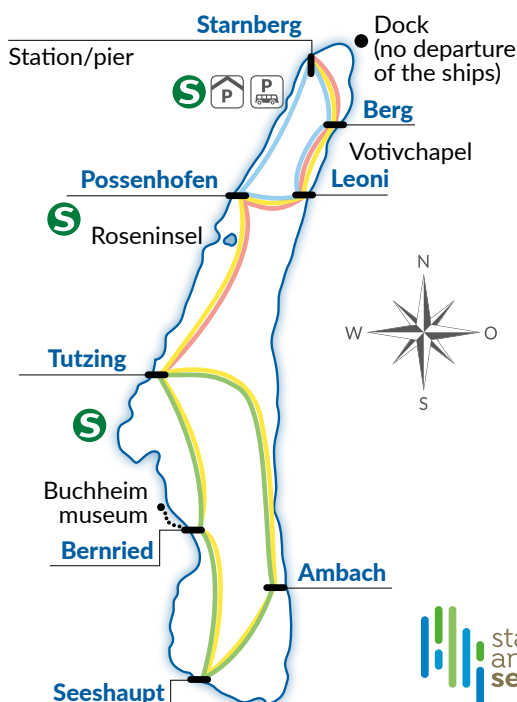 Starnberg
Dock
(no departure
of the ships)
Station/pier
S
P
P
Berg
Votivchapel
Possenhofen
Leoni
S
Roseninsel
N
W
O
S
Tutzing
S
Buchheim
museum
Bernried
Ambach
Seeshaupt